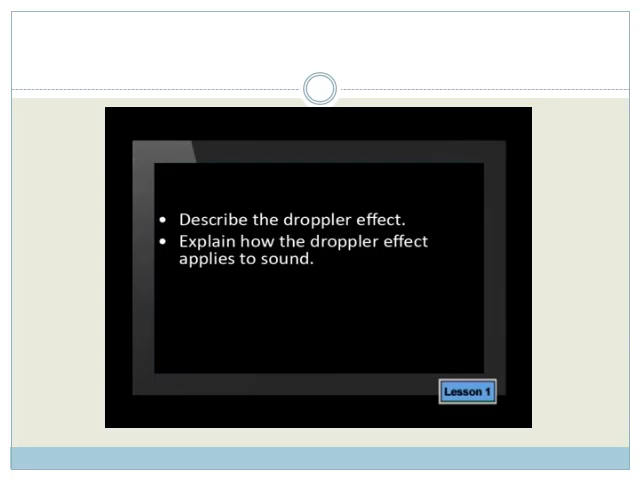 • Describe the droppler effect.
• Explain how the droppler effect
applies to sound.
Lesson 1